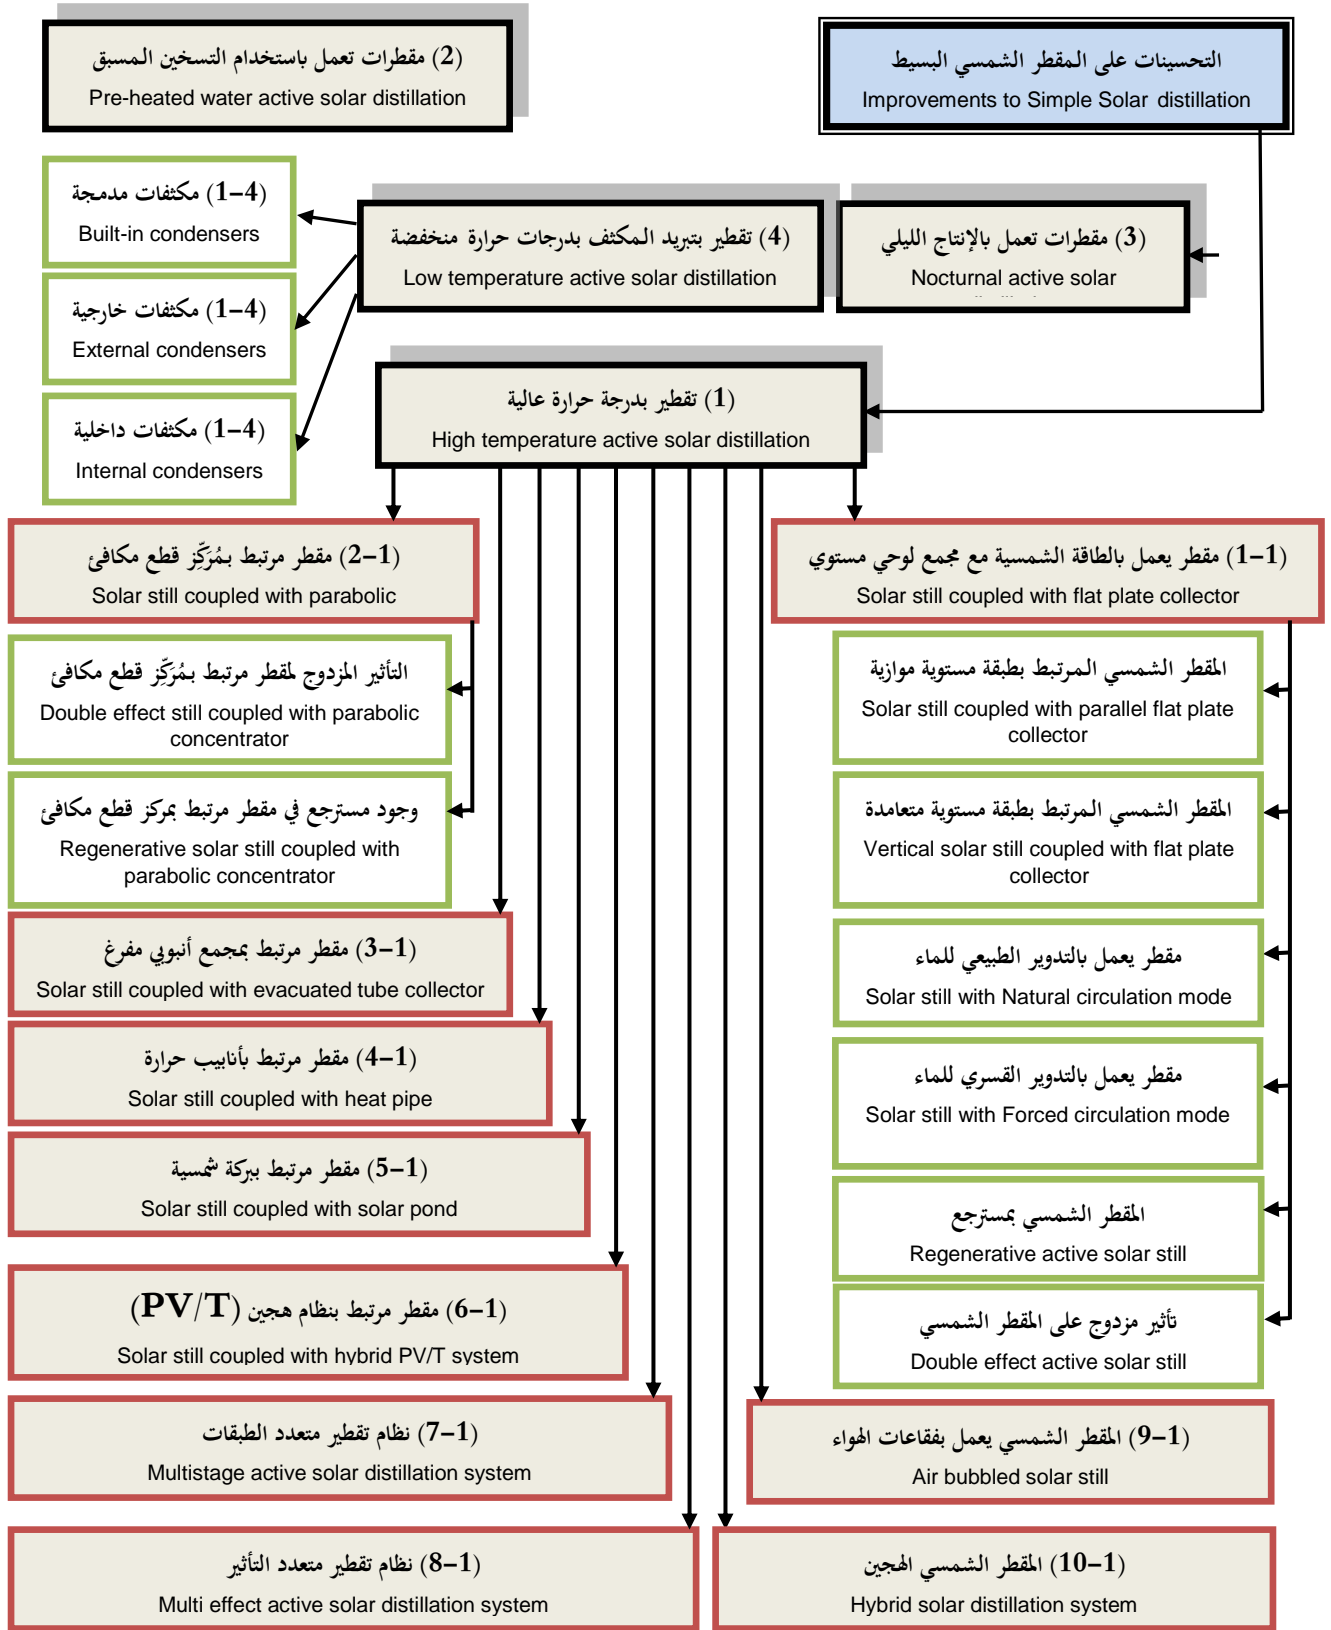 التحسينات على المقطر الشمسي البسيط
Improvements to Simple Solar distillation
(2) مقطرات تعمل باستخدام التسخين المسبق
Pre-heated water active solar distillation
(3) مقطرات تعمل بالإنتاج الليلي
Nocturnal active solar
(4) تقطير بتبريد المكثف بدرجات حرارة منخفضة
Low temperature active solar distillation
(1-4) مكثفات مدمجة
Built-in condensers
(1-4) مكثفات خارجية
External condensers
(1-4) مكثفات داخلية
Internal condensers
(1) تقطير بدرجة حرارة عالية
High temperature active solar distillation
(1-1) مقطر يعمل بالطاقة الشمسية مع مجمع لوحي مستوي
Solar still coupled with flat plate collector
المقطر الشمسي المرتبط بطبقة مستوية موازية
Solar still coupled with parallel flat plate
collector
المقطر الشمسي المرتبط بطبقة مستوية متعامدة
Vertical solar still coupled with flat plate
collector
مقطر يعمل بالتدوير الطبيعي للماء
Solar still with Natural circulation mode
مقطر يعمل بالتدوير القسري للماء
Solar still with Forced circulation mode
المقطر الشمسي بمسترجع
Regenerative active solar still
تأثير مزدوج على المقطر الشمسي
Double effect active solar still
(2-1) مقطر مرتبط بمُرَكِّز قطع مكافئ
Solar still coupled with parabolic
التأثير المزدوج لمقطر مرتبط بمُرَكِّز قطع مكافئ
Double effect still coupled with parabolic
concentrator
وجود مسترجع في مقطر مرتبط بمركز قطع مكافئ
Regenerative solar still coupled with
parabolic concentrator
(3-1) مقطر مرتبط بمجمع أنبوبي مفرغ
Solar still coupled with evacuated tube collector
(4-1) مقطر مرتبط بأنابيب حرارة
Solar still coupled with heat pipe
(5-1) مقطر مرتبط ببركة شمسية
Solar still coupled with solar pond
(6-1) مقطر مرتبط بنظام هجين (PV/T)
Solar still coupled with hybrid PV/T system
(7-1) نظام تقطير متعدد الطبقات
Multistage active solar distillation system
(8-1) نظام تقطير متعدد التأثير
Multi effect active solar distillation system
(9-1) المقطر الشمسي يعمل بفقاعات الهواء
Air bubbled solar still
(10-1) المقطر الشمسي الهجين
Hybrid solar distillation system